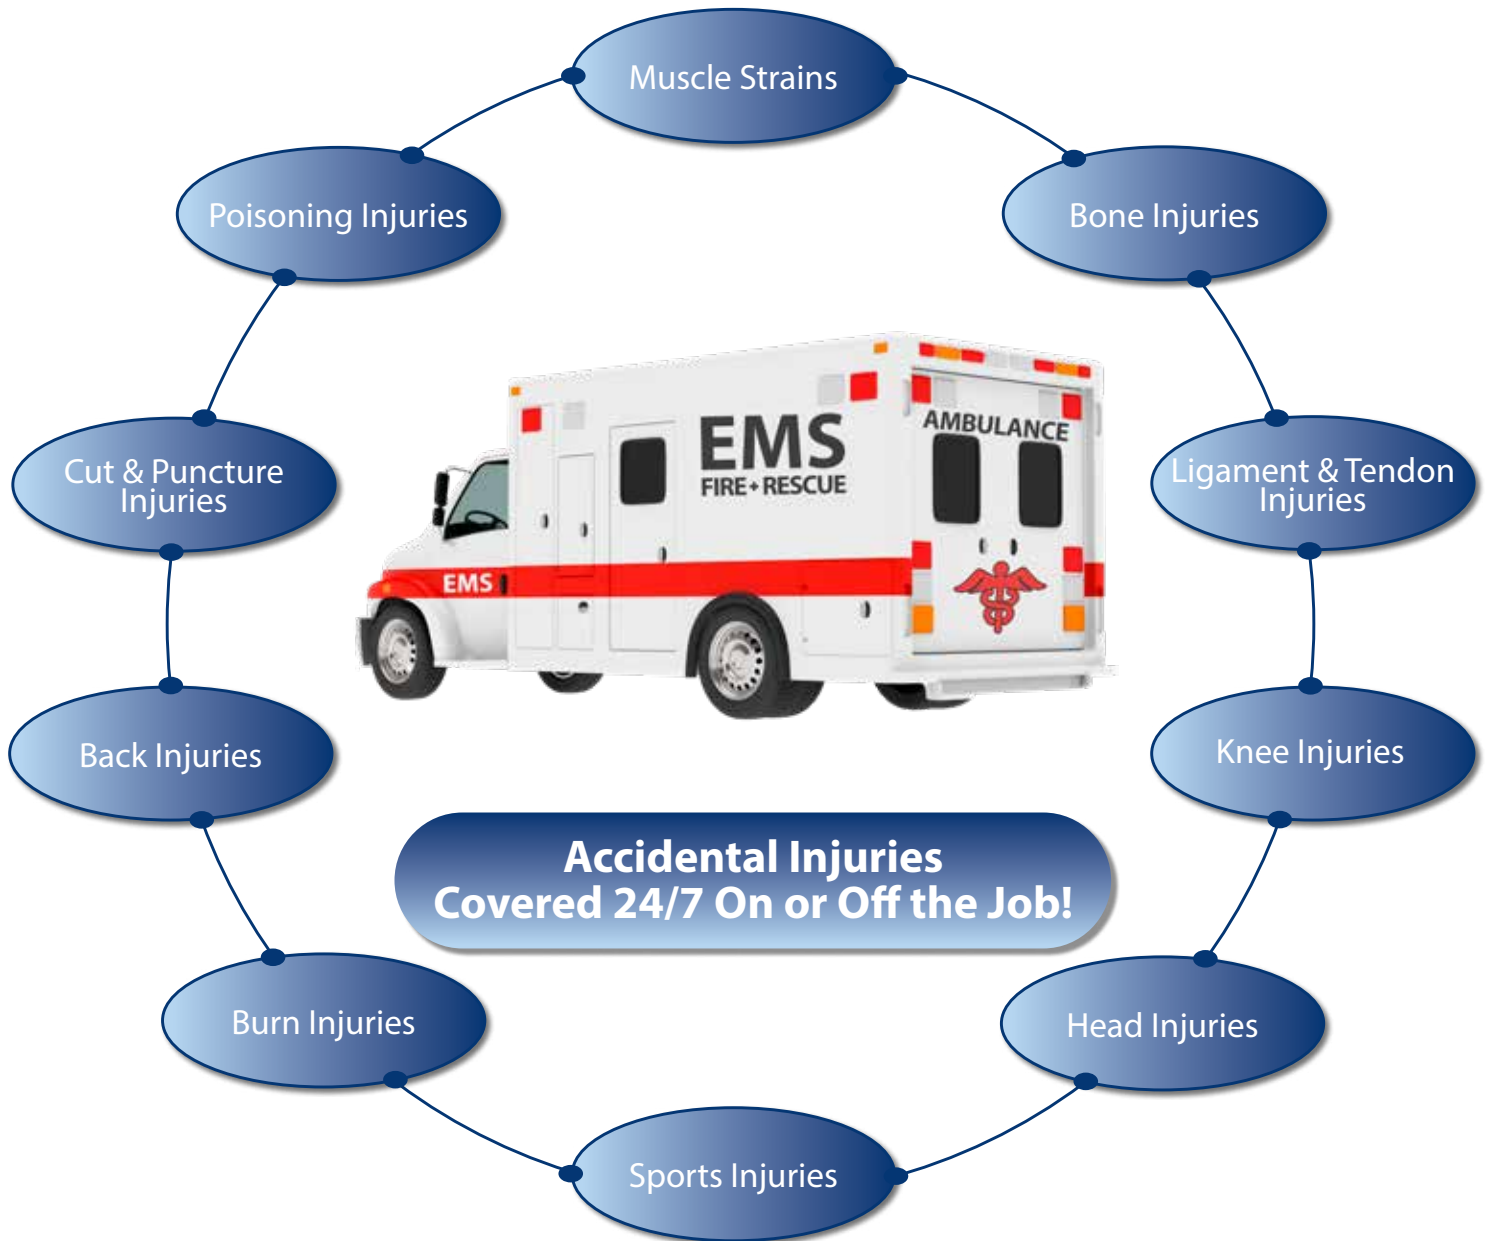 Muscle Strains
Poisoning Injuries
Bone Injuries
Cut & Puncture
Injuries
Ligament & Tendon
Injuries
EMS
FIRE + RESCUE
AMBULANCE
EMS
Back Injuries
Knee Injuries
Accidental Injuries
Covered 24/7 On or Off the Job!
Burn Injuries
Head Injuries
Sports Injuries